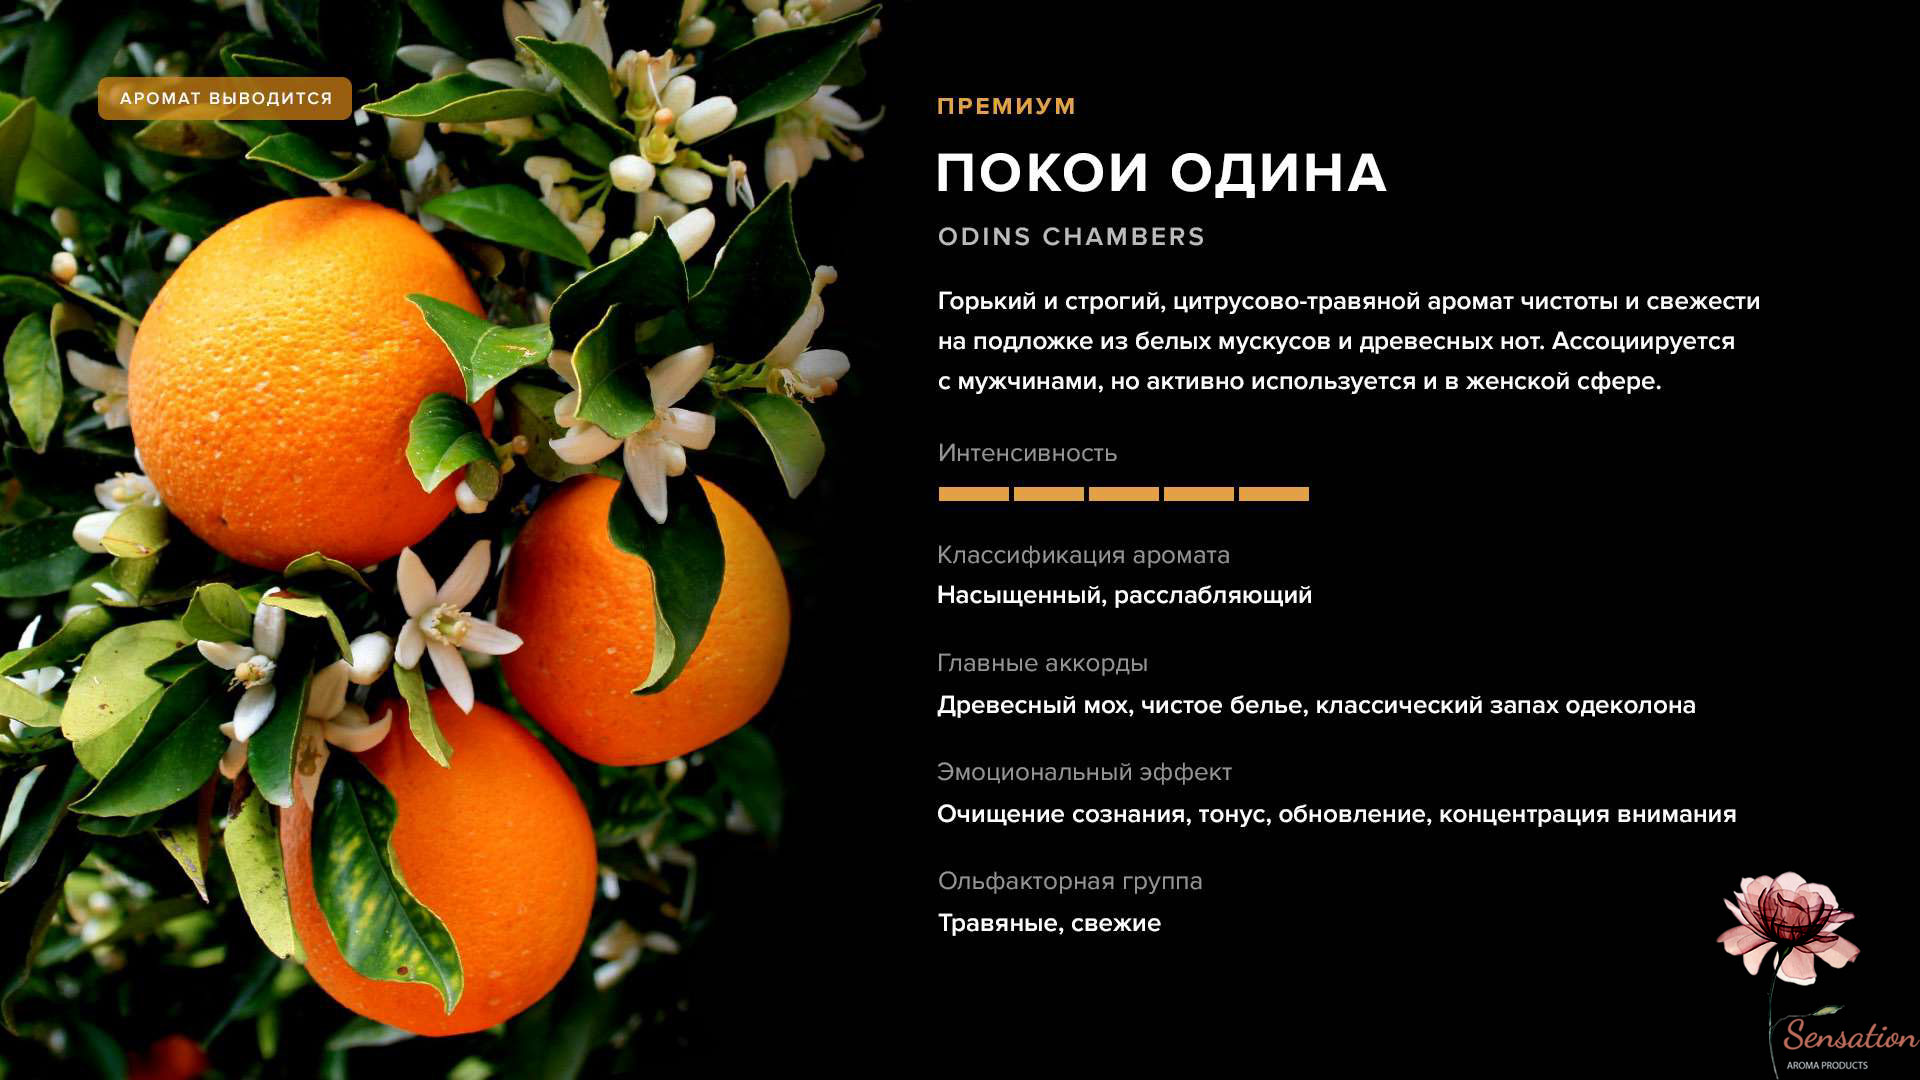 АРОМАТ ВЫВОДИТСЯ
ПРЕМИУМ
ПОКОИ ОДИНА
ODINS CHAMBERS
Горький и строгий, цитрусово-травяной аромат чистоты и свежести
на подложке из белых мускусов и древесных нот. Ассоциируется
с мужчинами, но активно используется и в женской сфере.
Интенсивность
Классификация аромата
Насыщенный, расслабляющий
Главные аккорды
Древесный мох, чистое белье, классический запах одеколона
Эмоциональный эффект
Очищение сознания, тонус, обновление, концентрация внимания
Ольфакторная группа
Травяные, свежие
Sensation
AROMA PRODUCTS